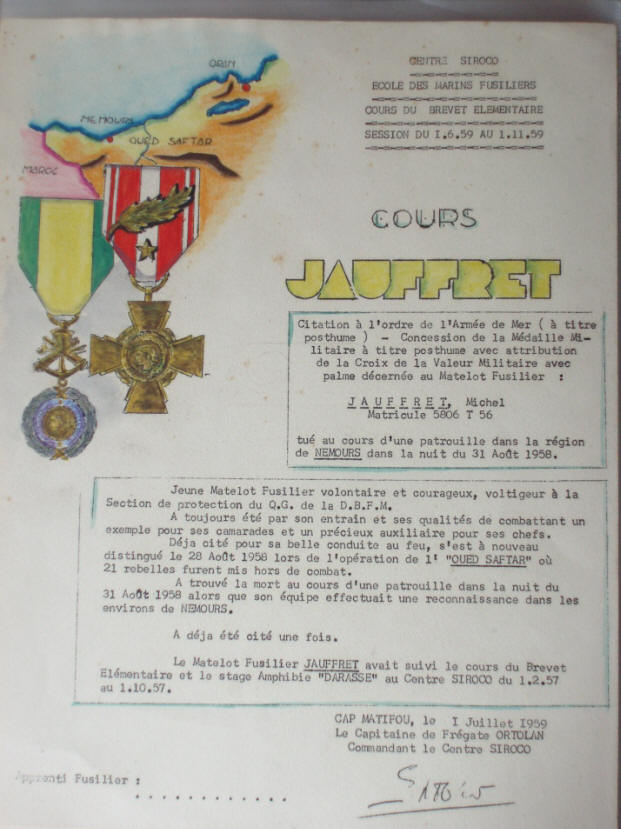 ORAN
NEMOURS
OUED SAFTAR
MAROC
CENTRE SIROCO
ECOLE DES MARINS FUSILIERS
COURS DU BREVET ELEMENTAIRE
SESSION DU I.6.59 AU 1.11.59
COURS
JAUFFRET
Citation à l'ordre de l'Armée de Mer ( à titre
posthume ) - Concession de la Médaille Mi-
litaire à titre posthume avec attribution
de la Croix de la Valeur Militaire avec
palme décernée au Matelot Fusilier :
JAUFFRET, Michel
Matricule 5806 T 56
tué au cours d'une patrouille dans la région
de NEMOURS dans la nuit du 31 Août 1958.
Jeune Matelot Fusilier volontaire et courageux, voltigeur à la
Section de protection du Q.G. de la D.B.F.M.
A toujours été par son entrain et ses qualités de combattant un
exemple pour ses camarades et un précieux auxiliaire pour ses chefs.
Déja cité pour sa belle conduite au feu, s'est à nouveau
distingué le 28 Août 1958 lors de l'opération de l' "OUED SAFTAR" où
21 rebelles furent mis hors de combat.
A trouvé la mort au cours d'une patrouille dans la nuit du
31 Août 1958 alors que son équipe effectuait une reconnaissance dans les
environs de NEMOURS.
A déja été cité une fois.
Le Matelot Fusilier JAUFFRET avait suivi le cours du Brevet
Elémentaire et le stage Amphibie "DARASSE" au Centre SIROCO du 1.2.57
au 1.10.57.
CAP MATIFOU, le I Juillet I959
Le Capitaine de Frégate ORTOLAN
Commandant le Centre SIROCO
Apprenti Fusilier :
. . . . . . . . . . . .